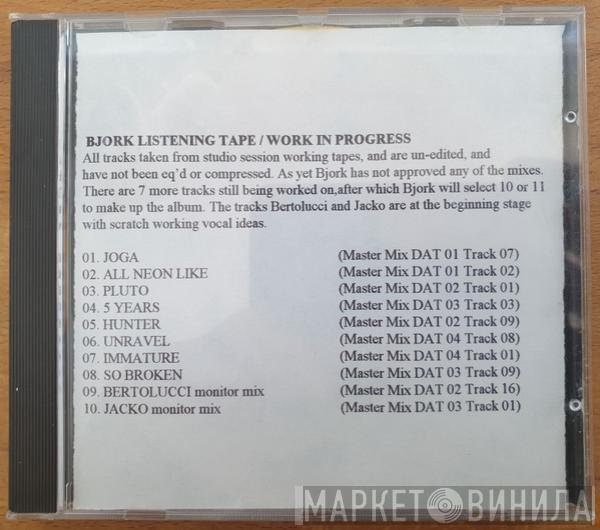 BJORK LISTENING TAPE / WORK IN PROGRESS
All tracks taken from studio session working tapes, and are un-edited, and
have not been eq'd or compressed. As yet Bjork has not approved any of the mixes.
There are 7 more tracks still being worked on,after which Bjork will select 10 or 11
to make up the album. The tracks Bertolucci and Jacko are at the beginning stage
with scratch working vocal ideas.
01. JOGA (Master Mix DAT 01 Track 07)
02. ALL NEON LIKE (Master Mix DAT 01 Track 02)
03. PLUTO (Master Mix DAT 02 Track 01)
04. 5 YEARS (Master Mix DAT 03 Track 03)
05. HUNTER (Master Mix DAT 02 Track 09)
06. UNRAVEL (Master Mix DAT 04 Track 08)
07. IMMATURE (Master Mix DAT 04 Track 01)
08. SO BROKEN (Master Mix DAT 03 Track 09)
09. BERTOLUCCI monitor mix (Master Mix DAT 02 Track 16)
10. JACKO monitor mix (Master Mix DAT 03 Track 01)
МАРКЕТ ВИНИЛА